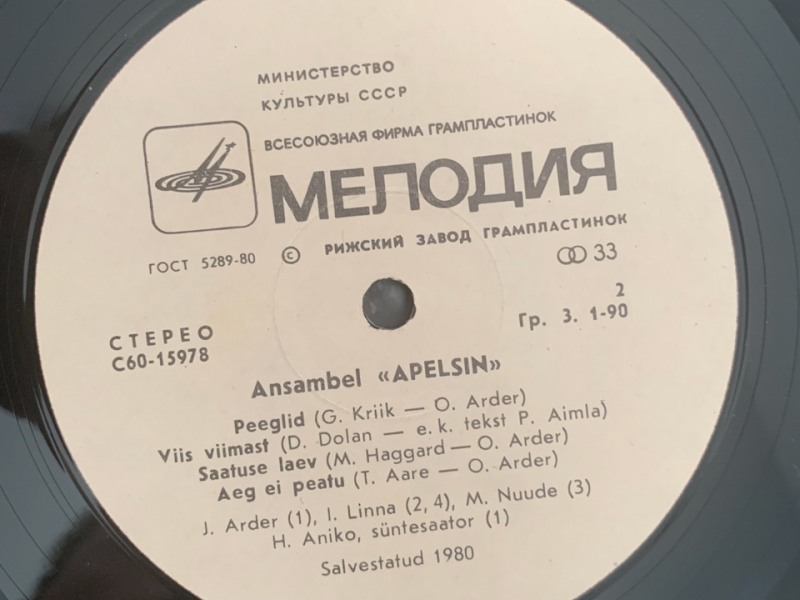 МИНИСТЕРСТВО
КУЛЬТУРЫ СССР
ВСЕСОЮЗНАЯ ФИРМА ГРАМПЛАСТИНОК
МЕЛОДИЯ
ГОСТ 5289-80 © РИЖСКИЙ ЗАВОД ГРАМПЛАСТИНОК
33
СТЕРЕО
С60-15978
2
Гр. 3. 1-90
Ansambel «APELSIN»
Peeglid (G. Kriik — O. Arder)
Viis viimast (D. Dolan — e. k. tekst P. Aimla)
Saatuse laev (M. Haggard — O. Arder)
Aeg ei peatu (T. Aare — O. Arder)
J. Arder (1), I. Linna (2, 4), M. Nuude (3)
H. Aniko, süntesaator (1)
Salvestatud 1980